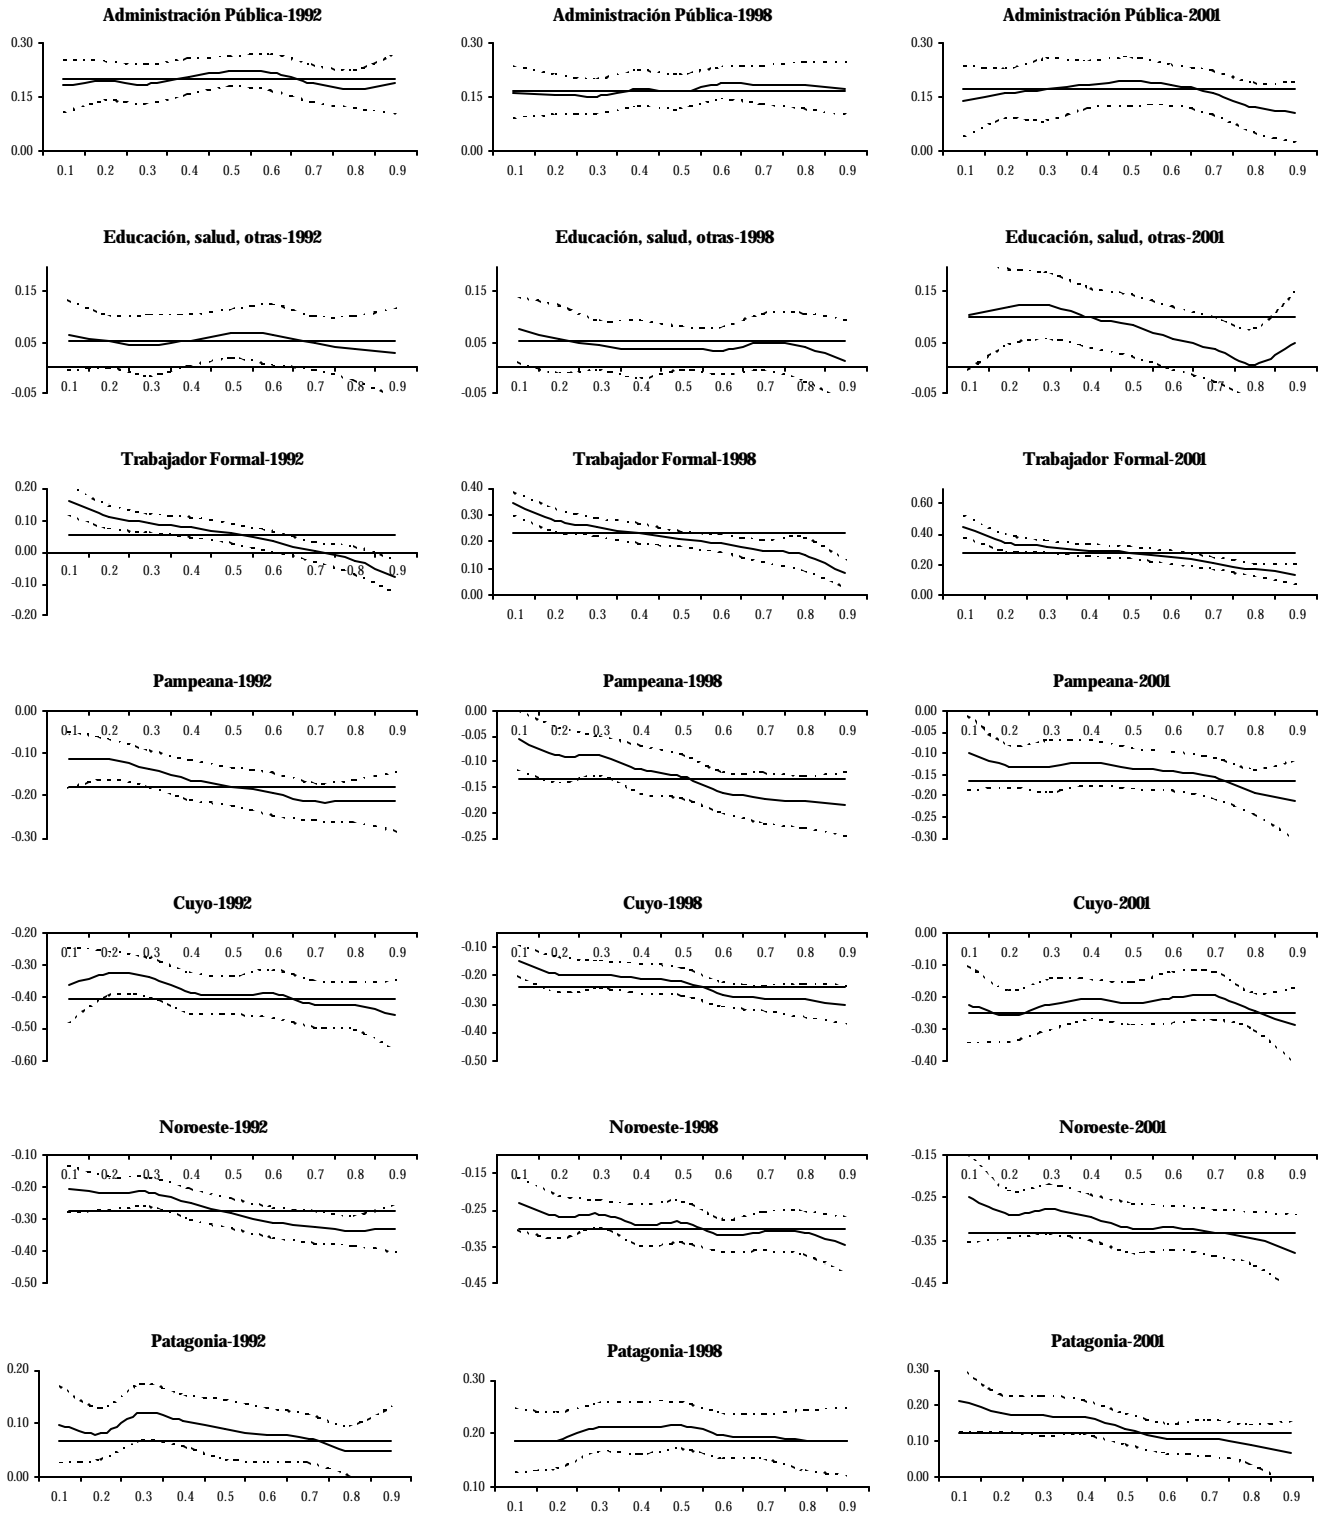 Administración Pública-1992
0.30
0.15
0.00
0.1 0.2 0.3 0.4 0.5 0.6 0.7 0.8 0.9
Administración Pública-1998
0.30
0.15
0.00
0.1 0.2 0.3 0.4 0.5 0.6 0.7 0.8 0.9
Administración Pública-2001
0.30
0.15
0.00
0.1 0.2 0.3 0.4 0.5 0.6 0.7 0.8 0.9
Educación, salud, otras-1992
0.15
0.05
-0.05
0.1 0.2 0.3 0.4 0.5 0.6 0.7 0.8 0.9
Educación, salud, otras-1998
0.15
0.05
-0.05
0.1 0.2 0.3 0.4 0.5 0.6 0.7 0.8 0.9
Educación, salud, otras-2001
0.15
0.05
-0.05
0.1 0.2 0.3 0.4 0.5 0.6 0.7 0.8 0.9
Trabajador Formal-1992
0.20
0.10
0.00
-0.10
-0.20
0.1 0.2 0.3 0.4 0.5 0.6 0.7 0.8 0.9
Trabajador Formal-1998
0.40
0.30
0.20
0.10
0.00
0.1 0.2 0.3 0.4 0.5 0.6 0.7 0.8 0.9
Trabajador Formal-2001
0.60
0.40
0.20
0.00
0.1 0.2 0.3 0.4 0.5 0.6 0.7 0.8 0.9
Pampeana-1992
0.00
-0.10
-0.20
-0.30
0.1 0.2 0.3 0.4 0.5 0.6 0.7 0.8 0.9
Pampeana-1998
0.00
-0.05
-0.10
-0.15
-0.20
-0.25
0.1 0.2 0.3 0.4 0.5 0.6 0.7 0.8 0.9
Pampeana-2001
0.00
-0.05
-0.10
-0.15
-0.20
-0.25
-0.30
0.1 0.2 0.3 0.4 0.5 0.6 0.7 0.8 0.9
Cuyo-1992
-0.20
-0.30
-0.40
-0.50
-0.60
0.1 0.2 0.3 0.4 0.5 0.6 0.7 0.8 0.9
Cuyo-1998
-0.10
-0.20
-0.30
-0.40
-0.50
0.1 0.2 0.3 0.4 0.5 0.6 0.7 0.8 0.9
Cuyo-2001
0.00
-0.10
-0.20
-0.30
-0.40
0.1 0.2 0.3 0.4 0.5 0.6 0.7 0.8 0.9
Noroeste-1992
-0.10
-0.20
-0.30
-0.40
-0.50
0.1 0.2 0.3 0.4 0.5 0.6 0.7 0.8 0.9
Noroeste-1998
-0.15
-0.25
-0.35
-0.45
0.1 0.2 0.3 0.4 0.5 0.6 0.7 0.8 0.9
Noroeste-2001
-0.15
-0.25
-0.35
-0.45
0.1 0.2 0.3 0.4 0.5 0.6 0.7 0.8 0.9
Patagonia-1992
0.20
0.10
0.00
0.1 0.2 0.3 0.4 0.5 0.6 0.7 0.8 0.9
Patagonia-1998
0.30
0.20
0.10
0.1 0.2 0.3 0.4 0.5 0.6 0.7 0.8 0.9
Patagonia-2001
0.30
0.20
0.10
0.00
0.1 0.2 0.3 0.4 0.5 0.6 0.7 0.8 0.9